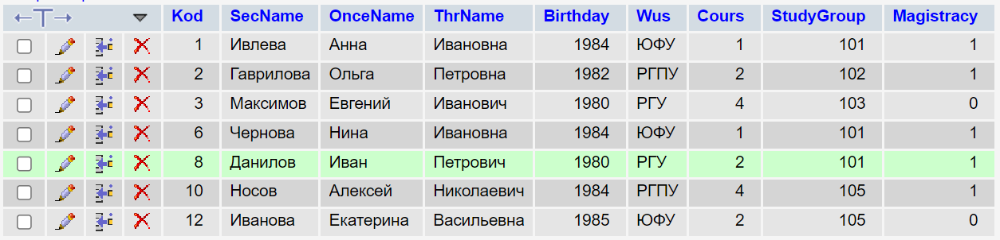 Kod SecName OnceName ThrName Birthday Wus Cours StudyGroup Magistracy
1 Ивлева Анна Ивановна 1984 ЮФУ 1 101 1
2 Гаврилова Ольга Петровна 1982 РГПУ 2 102 1
3 Максимов Евгений Иванович 1980 РГУ 4 103 0
6 Чернова Нина Ивановна 1984 ЮФУ 1 101 1
8 Данилов Иван Петрович 1980 РГУ 2 101 1
10 Носов Алексей Николаевич 1984 РГПУ 4 105 1
12 Иванова Екатерина Васильевна 1985 ЮФУ 2 105 0